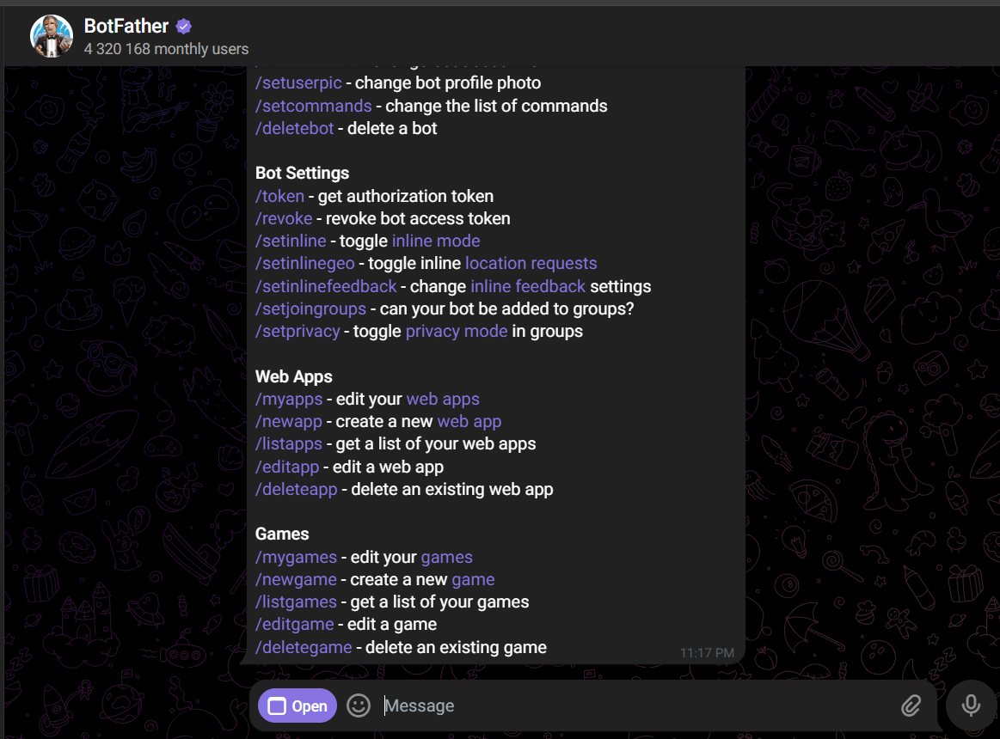 BotFather
4 320 168 monthly users
/setuserpic - change bot profile photo
/setcommands - change the list of commands
/deletebot - delete a bot
Bot Settings
/token - get authorization token
/revoke - revoke bot access token
/setinline - toggle inline mode
/setinlinegeo - toggle inline location requests
/setinlinefeedback - change inline feedback settings
/setjoingroups - can your bot be added to groups?
/setprivacy - toggle privacy mode in groups
Web Apps
/myapps - edit your web apps
/newapp - create a new web app
/listapps - get a list of your web apps
/editapp - edit a web app
/deleteapp - delete an existing web app
Games
/mygames - edit your games
/newgame - create a new game
/listgames - get a list of your games
/editgame - edit a game
/deletegame - delete an existing game
11:17 PM
Open
Message